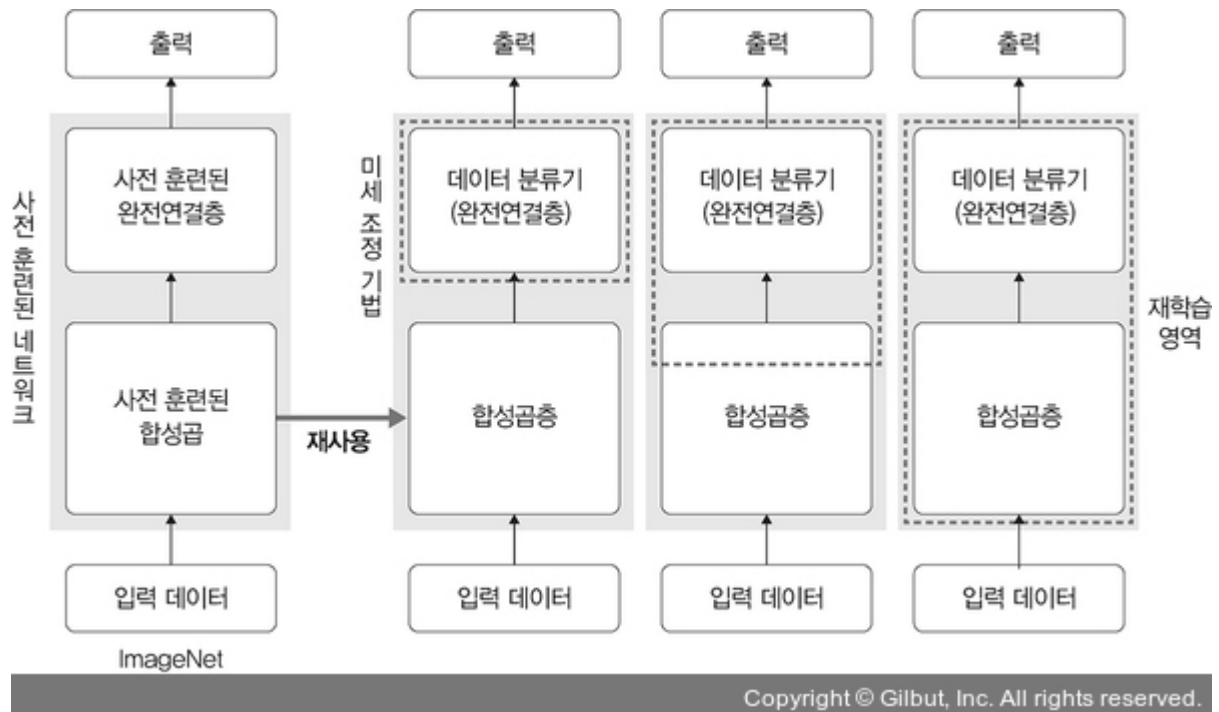 출력
출력
출력
출력
사전 훈련된 네트워크
사전 훈련된
완전연결층
미세 조정 기법
데이터 분류기
(완전연결층)
데이터 분류기
(완전연결층)
데이터 분류기
(완전연결층)
재학습
영역
사전 훈련된
합성곱
재사용
합성곱층
합성곱층
합성곱층
입력 데이터
입력 데이터
입력 데이터
입력 데이터
ImageNet
Copyright © Gilbut, Inc. All rights reserved.